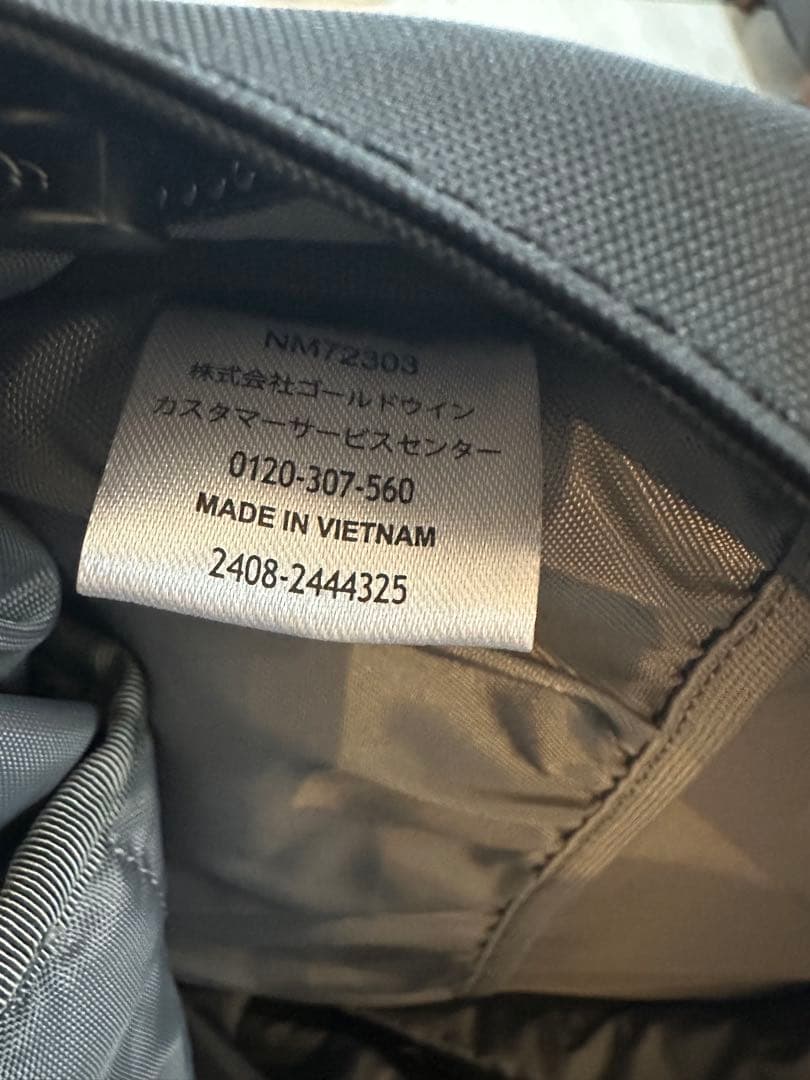 NM72303
株式会社ゴールドウイン
カスタマーサービスセンター
0120-307-560
MADE IN VIETNAM
2408-2444325